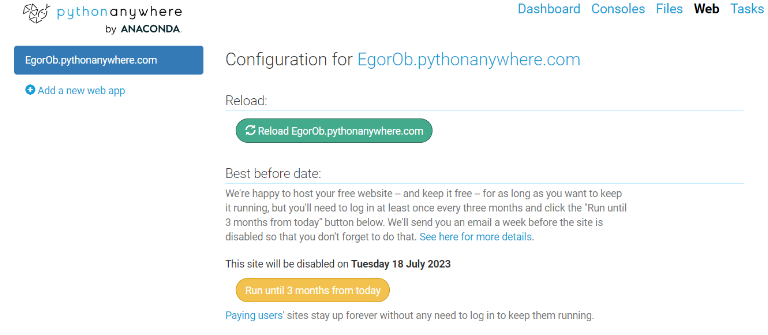 pythonanywhere
by ANACONDA.
Dashboard Consoles Files Web Tasks
EgorOb.pythonanywhere.com
Add a new web app
Configuration for EgorOb.pythonanywhere.com
Reload:
Reload EgorOb.pythonanywhere.com
Best before date:
We're happy to host your free website -- and keep it free -- for as long as you want to keep
it running, but you'll need to log in at least once every three months and click the "Run until
3 months from today" button below. We'll send you an email a week before the site is
disabled so that you don't forget to do that. See here for more details.
This site will be disabled on Tuesday 18 July 2023
Run until 3 months from today
Paying users' sites stay up forever without any need to log in to keep them running.